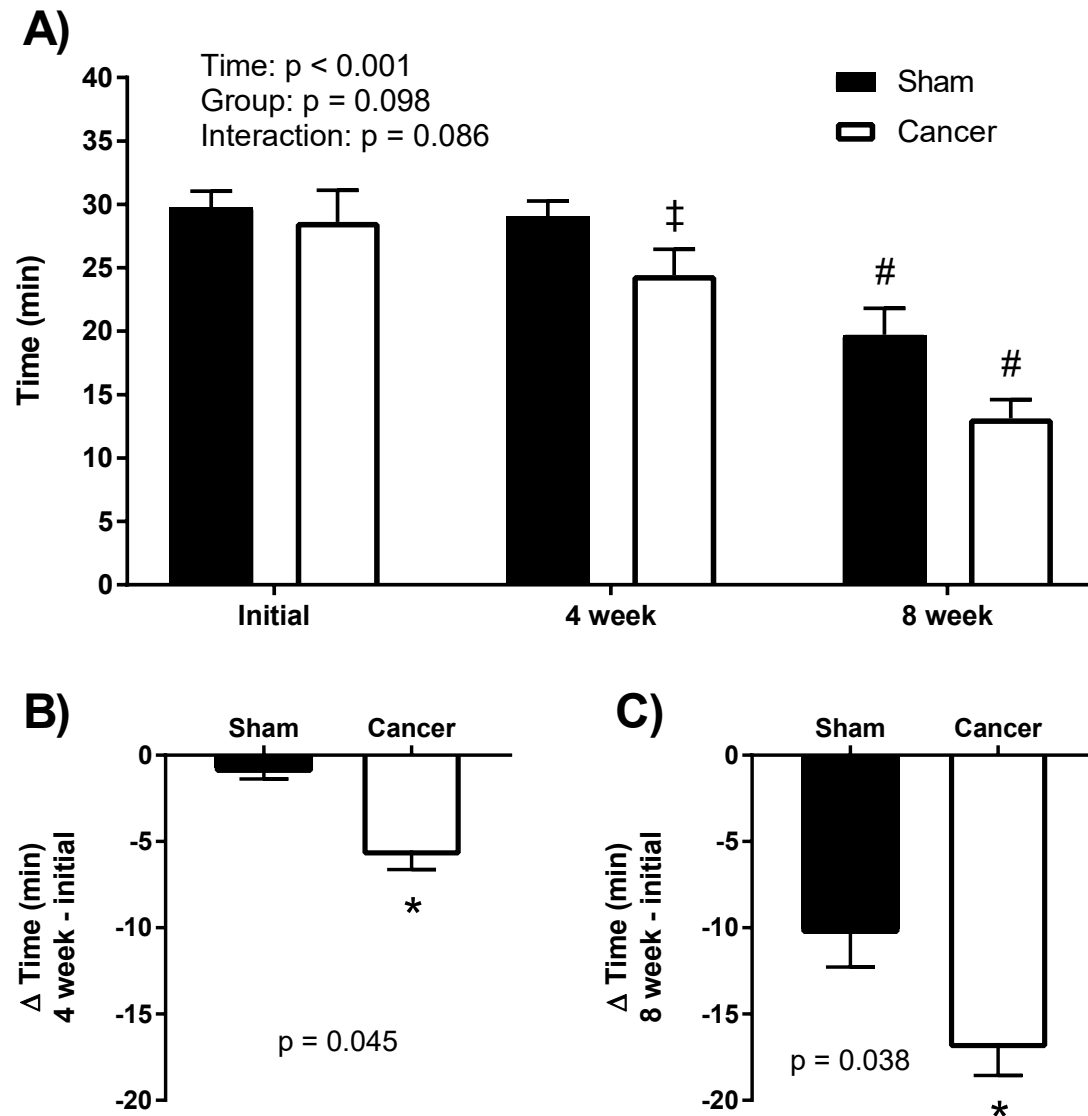 A)
Time: p < 0.001
Group: p = 0.098
Interaction: p = 0.086
Sham
Cancer
Time (min)
40
35
30
25
20
15
10
5
0
‡
#
#
Initial
4 week
8 week
B)
Sham
Cancer
Δ Time (min)
4 week - initial
0
-5
-10
-15
-20
*
p = 0.045
C)
Sham
Cancer
Δ Time (min)
8 week - initial
0
-5
-10
-15
-20
p = 0.038
*